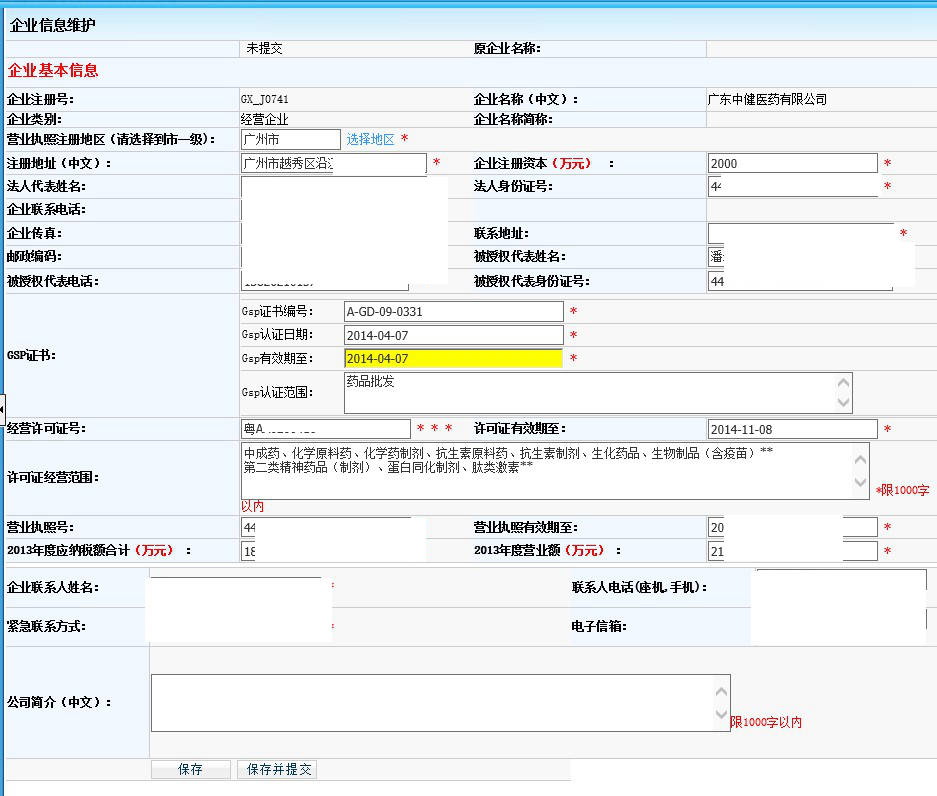 企业信息维护
未提交 原企业名称：
企业基本信息
企业注册号： GX_J0741 企业名称（中文）： 广东中健医药有限公司
企业类别： 经营企业 企业名称简称：
营业执照注册地区（请选择到市一级）： 广州市 选择地区 *
注册地址（中文）： 广州市越秀区沿 * 企业注册资本（万元） ： 2000 *
法人代表姓名： 法人身份证号： 44 *
企业联系电话：
企业传真： 联系地址： *
邮政编码： 被授权代表姓名： 潘
被授权代表电话： 被授权代表身份证号： 44
GSP证书：
Gsp证书编号： A-GD-09-0331 *
Gsp认证日期： 2014-04-07 *
Gsp有效期至： 2014-04-07 *
Gsp认证范围： 药品批发
经营许可证号： 粤A * * * 许可证有效期至： 2014-11-08 *
许可证经营范围：
中成药、化学原料药、化学药制剂、抗生素原料药、抗生素制剂、生化药品、生物制品（含疫苗）**
第二类精神药品（制剂）、蛋白同化制剂、肽类激素**
*限1000字
以内
营业执照号： 44 营业执照有效期至： 20 *
2013年度应纳税额合计（万元） ： 18 2013年度营业额（万元） ： 21 *
企业联系人姓名： * 联系人电话(座机,手机)：
紧急联系方式： * 电子信箱：
公司简介（中文）： 限1000字以内
保存 保存并提交